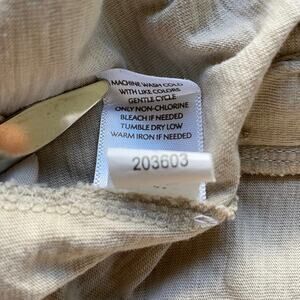 MACHINE WASH COLD
WITH LIKE COLORS
GENTLE CYCLE
ONLY NON-CHLORINE
BLEACH IF NEEDED
TUMBLE DRY LOW
WARM IRON IF NEEDED
203603